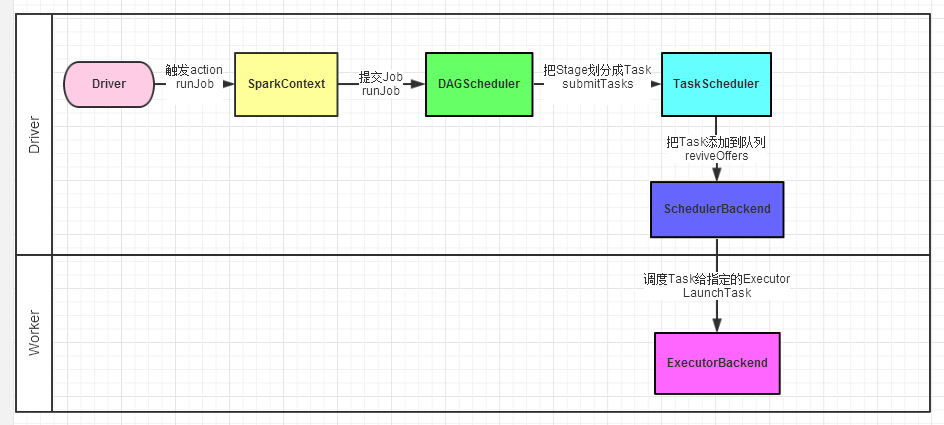 Driver
Driver
触发action
runJob
SparkContext
提交Job
runJob
DAGScheduler
把Stage划分成Task
submitTasks
TaskScheduler
把Task添加到队列
reviveOffers
SchedulerBackend
Worker
调度Task给指定的Executor
LaunchTask
ExecutorBackend